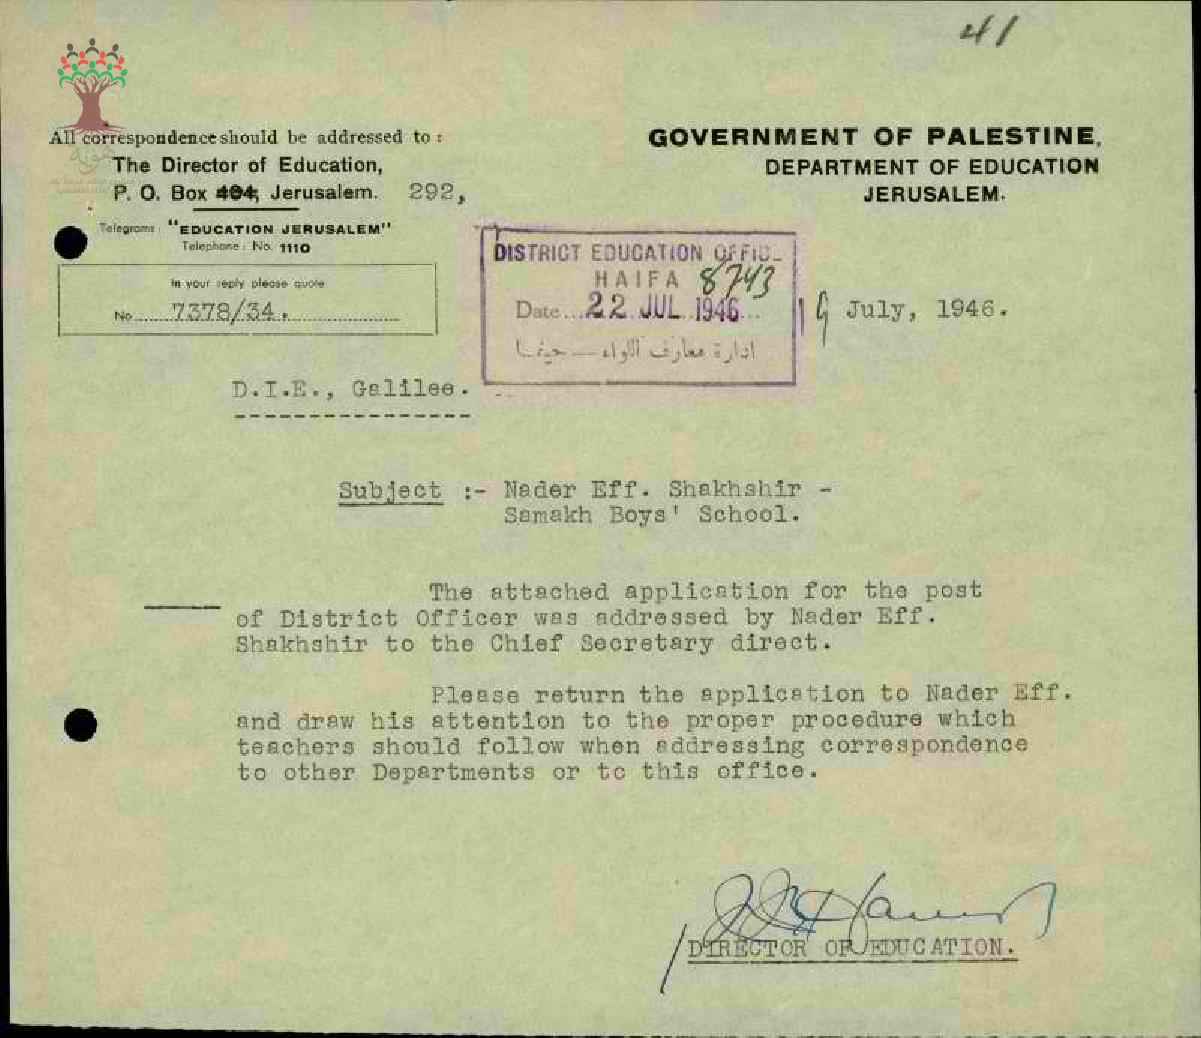 41
All correspondence should be addressed to :
The Director of Education,
P. O. Box 404, Jerusalem. 292,
Telegrams: "EDUCATION JERUSALEM"
Telephone: No. 1110
In your reply please quote
No. 7378/34.
GOVERNMENT OF PALESTINE,
DEPARTMENT OF EDUCATION
JERUSALEM.
DISTRICT EDUCATION OFFIC
HAIFA 8743
Date...22 JUL 1946...
ادارة معارف اللواء — حيفا
19 July, 1946.
D.I.E., Galilee.
Subject :- Nader Eff. Shakhshir -
Samakh Boys' School.
The attached application for the post
of District Officer was addressed by Nader Eff.
Shakhshir to the Chief Secretary direct.
Please return the application to Nader Eff.
and draw his attention to the proper procedure which
teachers should follow when addressing correspondence
to other Departments or to this office.
DIRECTOR OF EDUCATION.